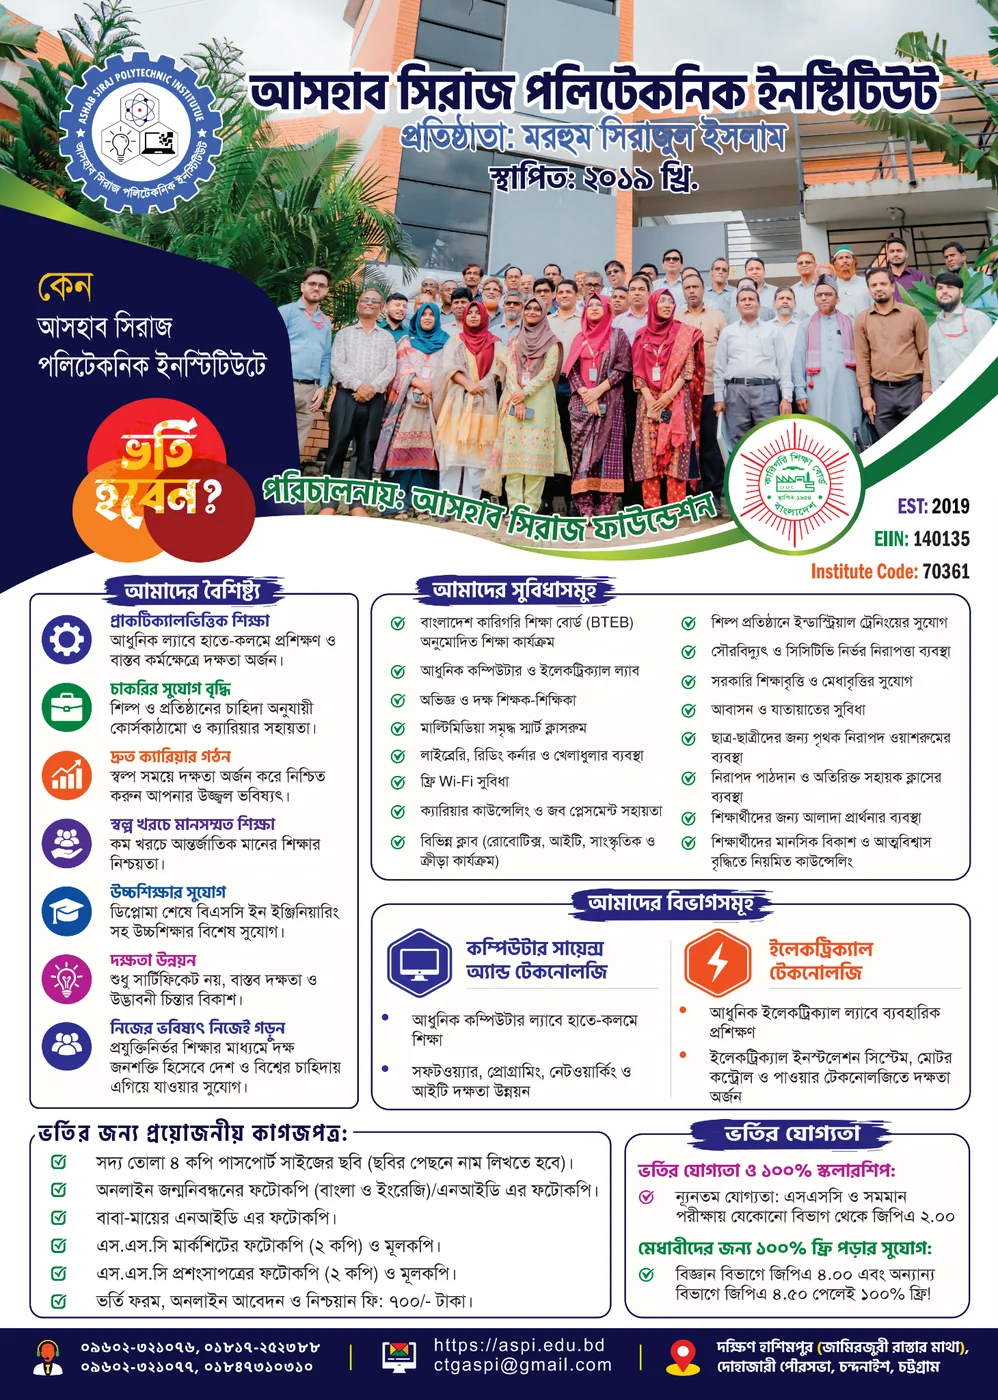 ASHAB SIRAJ POLYTECHNIC INSTITUTUE
আসহাব সিরাজ পলিটেকনিক ইনস্টিটিউট
আসহাব সিরাজ পলিটেকনিক ইনস্টিটিউট
প্রতিষ্ঠাতা: মরহুম সিরাজুল ইসলাম
স্থাপিত: ২০১৯ খ্রি.
কেন
আসহাব সিরাজ
পলিটেকনিক ইনস্টিটিউটে
ভর্তি
হবেন?
পরিচালনায়: আসহাব সিরাজ ফাউন্ডেশন
কারিগরি শিক্ষা বোর্ড
স্থাপিত-১৯৫৪
বাংলাদেশ
EST: 2019
EIIN: 140135
Institute Code: 70361
আমাদের বৈশিষ্ট্য
প্রাকটিক্যালভিত্তিক শিক্ষা
আধুনিক ল্যাবে হাতে-কলমে প্রশিক্ষণ ও
বাস্তব কর্মক্ষেত্রে দক্ষতা অর্জন।
চাকরির সুযোগ বৃদ্ধি
শিল্প ও প্রতিষ্ঠানের চাহিদা অনুযায়ী
কোর্সকাঠামো ও ক্যারিয়ার সহায়তা।
দ্রুত ক্যারিয়ার গঠন
স্বল্প সময়ে দক্ষতা অর্জন করে নিশ্চিত
করুন আপনার উজ্জ্বল ভবিষ্যৎ।
স্বল্প খরচে মানসম্মত শিক্ষা
কম খরচে আন্তর্জাতিক মানের শিক্ষার
নিশ্চয়তা।
উচ্চশিক্ষার সুযোগ
ডিপ্লোমা শেষে বিএসসি ইন ইঞ্জিনিয়ারিং
সহ উচ্চশিক্ষার বিশেষ সুযোগ।
দক্ষতা উন্নয়ন
শুধু সার্টিফিকেট নয়, বাস্তব দক্ষতা ও
উদ্ভাবনী চিন্তার বিকাশ।
নিজের ভবিষ্যৎ নিজেই গড়ুন
প্রযুক্তিনির্ভর শিক্ষার মাধ্যমে দক্ষ
জনশক্তি হিসেবে দেশ ও বিশ্বের চাহিদায়
এগিয়ে যাওয়ার সুযোগ।
আমাদের সুবিধাসমুহ
বাংলাদেশ কারিগরি শিক্ষা বোর্ড (BTEB)
অনুমোদিত শিক্ষা কার্যক্রম
আধুনিক কম্পিউটার ও ইলেকট্রিক্যাল ল্যাব
অভিজ্ঞ ও দক্ষ শিক্ষক-শিক্ষিকা
মাল্টিমিডিয়া সমৃদ্ধ স্মার্ট ক্লাসরুম
লাইব্রেরি, রিডিং কর্নার ও খেলাধুলার ব্যবস্থা
ফ্রি Wi-Fi সুবিধা
ক্যারিয়ার কাউন্সেলিং ও জব প্লেসমেন্ট সহায়তা
বিভিন্ন ক্লাব (রোবোটিক্স, আইটি, সাংস্কৃতিক ও
ক্রীড়া কার্যক্রম)
শিল্প প্রতিষ্ঠানে ইন্ডাস্ট্রিয়াল ট্রেনিংয়ের সুযোগ
সৌরবিদ্যুৎ ও সিসিটিভি নির্ভর নিরাপত্তা ব্যবস্থা
সরকারি শিক্ষাবৃত্তি ও মেধাবৃত্তির সুযোগ
আবাসন ও যাতায়াতের সুবিধা
ছাত্র-ছাত্রীদের জন্য পৃথক নিরাপদ ওয়াশরুমের
ব্যবস্থা
নিরাপদ পাঠদান ও অতিরিক্ত সহায়ক ক্লাসের
ব্যবস্থা
শিক্ষার্থীদের জন্য আলাদা প্রার্থনার ব্যবস্থা
শিক্ষার্থীদের মানসিক বিকাশ ও আত্মবিশ্বাস
বৃদ্ধিতে নিয়মিত কাউন্সেলিং
আমাদের বিভাগসমূহ
কম্পিউটার সায়েন্স
অ্যান্ড টেকনোলজি
আধুনিক কম্পিউটার ল্যাবে হাতে-কলমে
শিক্ষা
সফটওয়্যার, প্রোগ্রামিং, নেটওয়ার্কিং ও
আইটি দক্ষতা উন্নয়ন
ইলেকট্রিক্যাল
টেকনোলজি
আধুনিক ইলেকট্রিক্যাল ল্যাবে ব্যবহারিক
প্রশিক্ষণ
ইলেকট্রিক্যাল ইনস্টলেশন সিস্টেম, মোটর
কন্ট্রোল ও পাওয়ার টেকনোলজিতে দক্ষতা
অর্জন
ভর্তির জন্য প্রয়োজনীয় কাগজপত্র:
সদ্য তোলা ৪ কপি পাসপোর্ট সাইজের ছবি (ছবির পেছনে নাম লিখতে হবে)।
অনলাইন জন্মনিবন্ধনের ফটোকপি (বাংলা ও ইংরেজি)/এনআইডি এর ফটোকপি।
বাবা-মায়ের এনআইডি এর ফটোকপি।
এস.এস.সি মার্কশিটের ফটোকপি (২ কপি) ও মূলকপি।
এস.এস.সি প্রশংসাপত্রের ফটোকপি (২ কপি) ও মূলকপি।
ভর্তি ফরম, অনলাইন আবেদন ও নিশ্চয়ান ফি: ৭০০/- টাকা।
ভর্তির যোগ্যতা
ভর্তির যোগ্যতা ও ১০০% স্কলারশিপ:
ন্যূনতম যোগ্যতা: এসএসসি ও সমমান
পরীক্ষায় যেকোনো বিভাগ থেকে জিপিএ ২.০০
মেধাবীদের জন্য ১০০% ফ্রি পড়ার সুযোগ:
বিজ্ঞান বিভাগে জিপিএ ৪.০০ এবং অন্যান্য
বিভাগে জিপিএ ৪.৫০ পেলেই ১০০% ফ্রি!
০৯৬০২-৩২১০৭৬, ০১৮১৭-২৫২৩৮৮
০৯৬০২-৩২১০৭৭, ০১৮৪৭৩১০৩১০
https://aspi.edu.bd
ctgaspi@gmail.com
দক্ষিণ হাশিমপুর (জামিরজুরী রাস্তার মাথা),
দোহাজারী পৌরসভা, চন্দনাইশ, চট্টগ্রাম